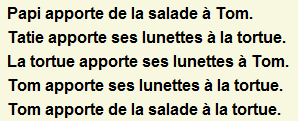 Papi apporte de la salade à Tom.
Tatie apporte ses lunettes à la tortue.
La tortue apporte ses lunettes à Tom.
Tom apporte ses lunettes à la tortue.
Tom apporte de la salade à la tortue.